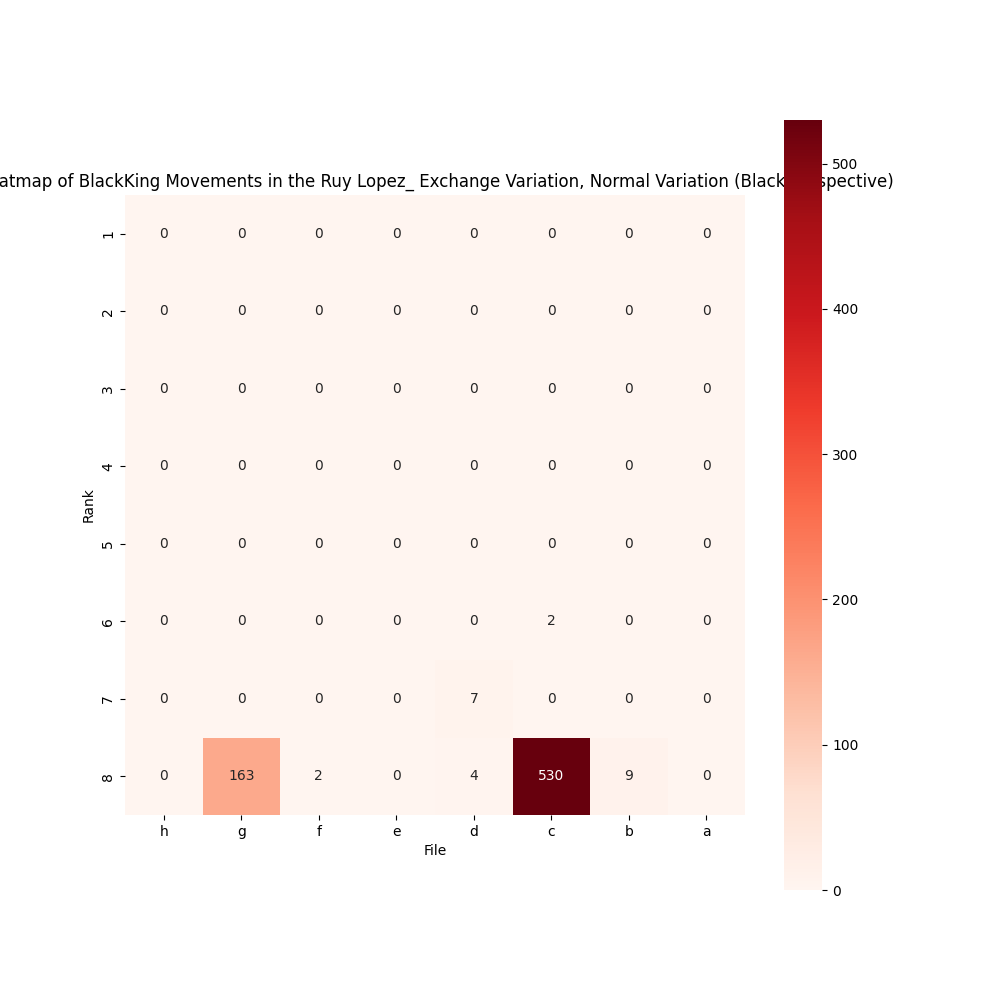 atmap of BlackKing Movements in the Ruy Lopez_ Exchange Variation, Normal Variation (Black spective)
500
400
300
200
100
0
Rank
1 0 0 0 0 0 0 0 0
2 0 0 0 0 0 0 0 0
3 0 0 0 0 0 0 0 0
4 0 0 0 0 0 0 0 0
5 0 0 0 0 0 0 0 0
6 0 0 0 0 0 2 0 0
7 0 0 0 0 7 0 0 0
8 0 163 2 0 4 530 9 0
h g f e d c b a
File